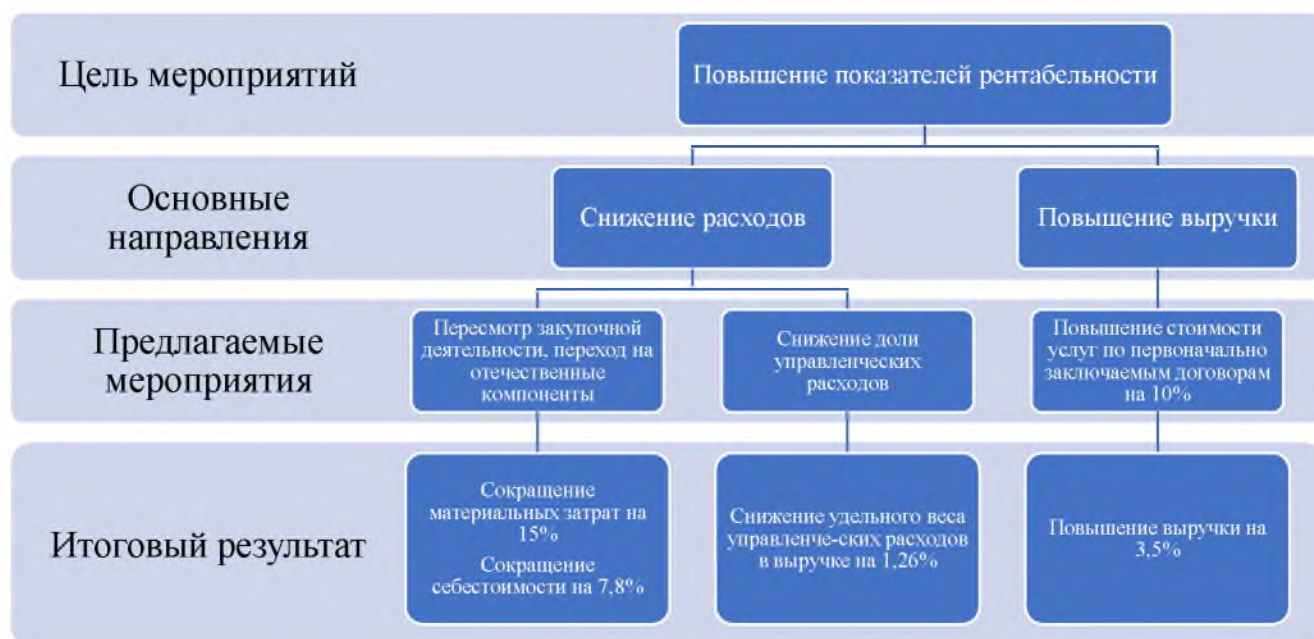 Цель мероприятий
Повышение показателей рентабельности
Основные
направления
Снижение расходов
Повышение выручки
Предлагаемые
мероприятия
Пересмотр закупочной
деятельности, переход на
отечественные
компоненты
Снижение доли
управленческих
расходов
Повышение стоимости
услуг по первоначально
заключаемым договорам
на 10%
Итоговый результат
Сокращение
материальных затрат на
15%
Сокращение
себестоимости на 7,8%
Снижение удельного веса
управленче-ских расходов
в выручке на 1,26%
Повышение выручки на
3,5%